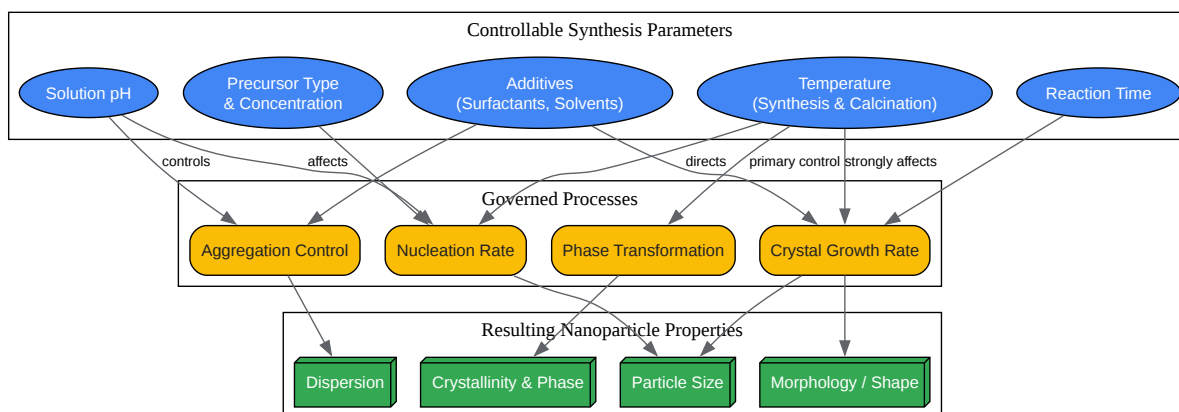 Controllable Synthesis Parameters
Solution pH
Precursor Type
& Concentration
Additives
(Surfactants, Solvents)
Temperature
(Synthesis & Calcination)
Reaction Time
controls
affects
directs
primary control
strongly affects
Governed Processes
Aggregation Control
Nucleation Rate
Phase Transformation
Crystal Growth Rate
Resulting Nanoparticle Properties
Dispersion
Crystallinity & Phase
Particle Size
Morphology / Shape